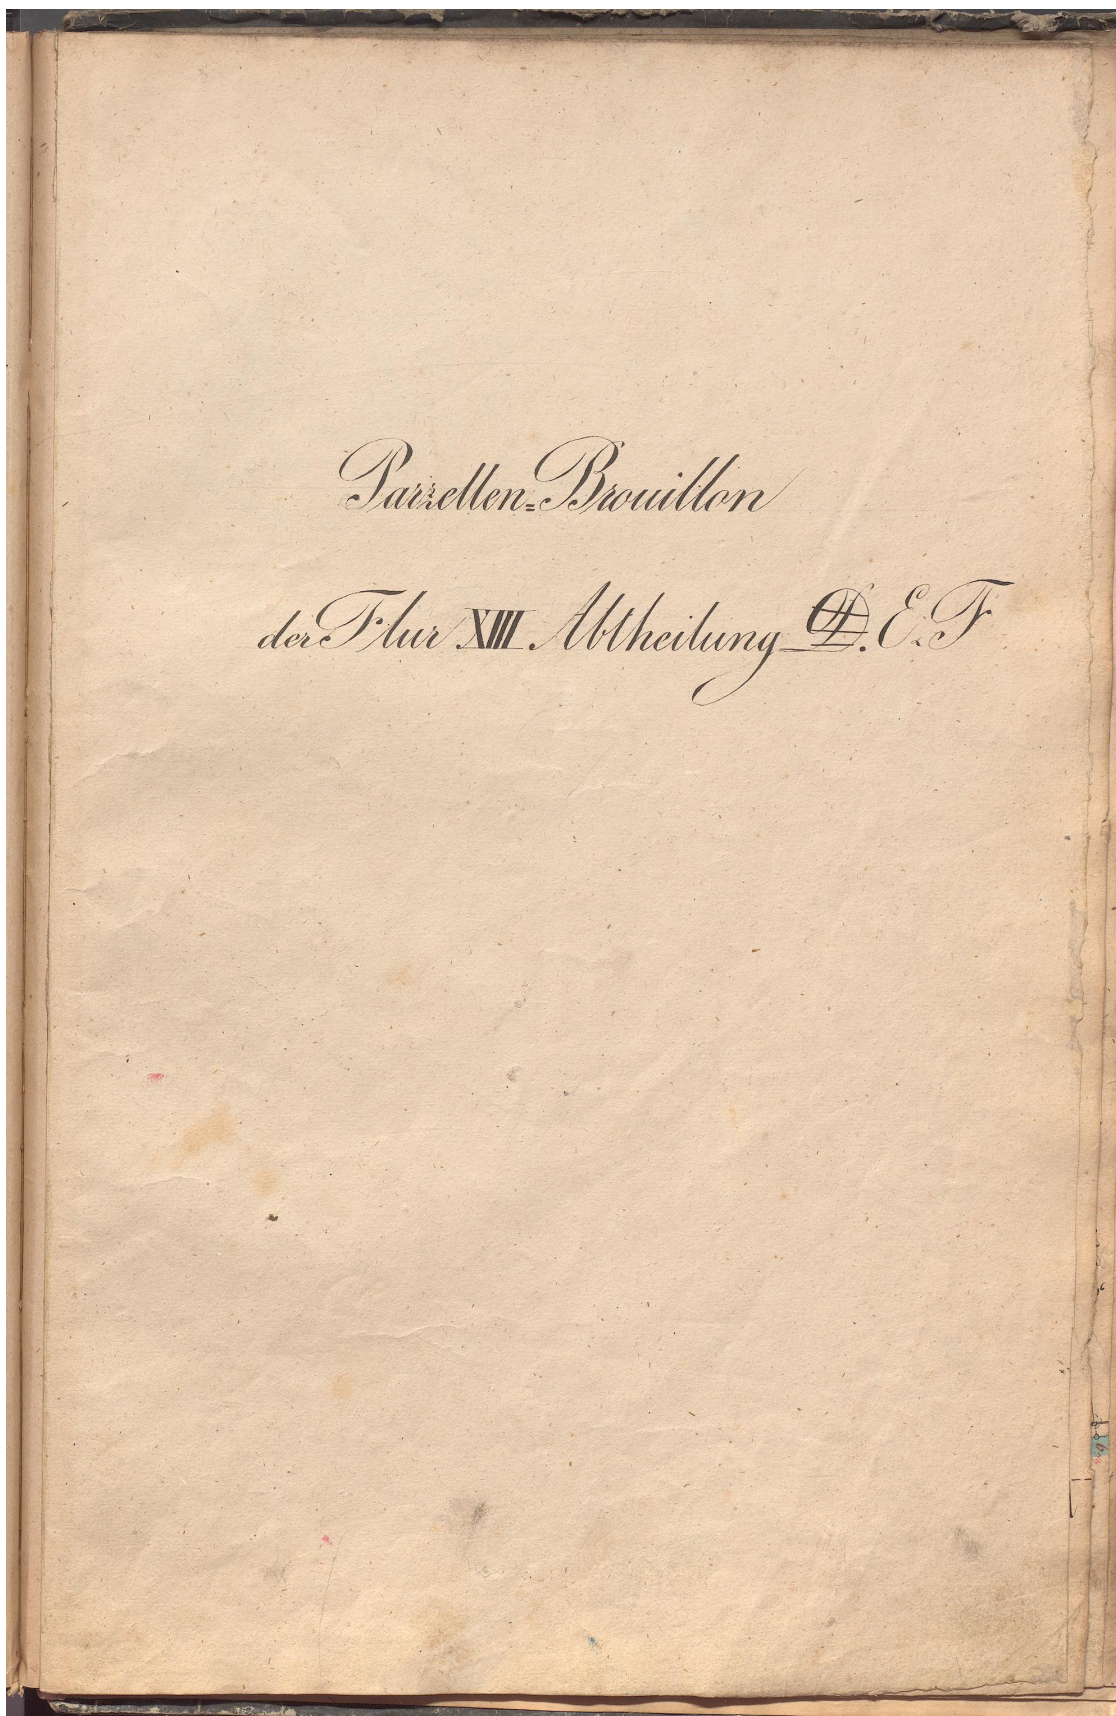 Parzellen=Brouillon
der Flur XIII. Abtheilung D. E. F